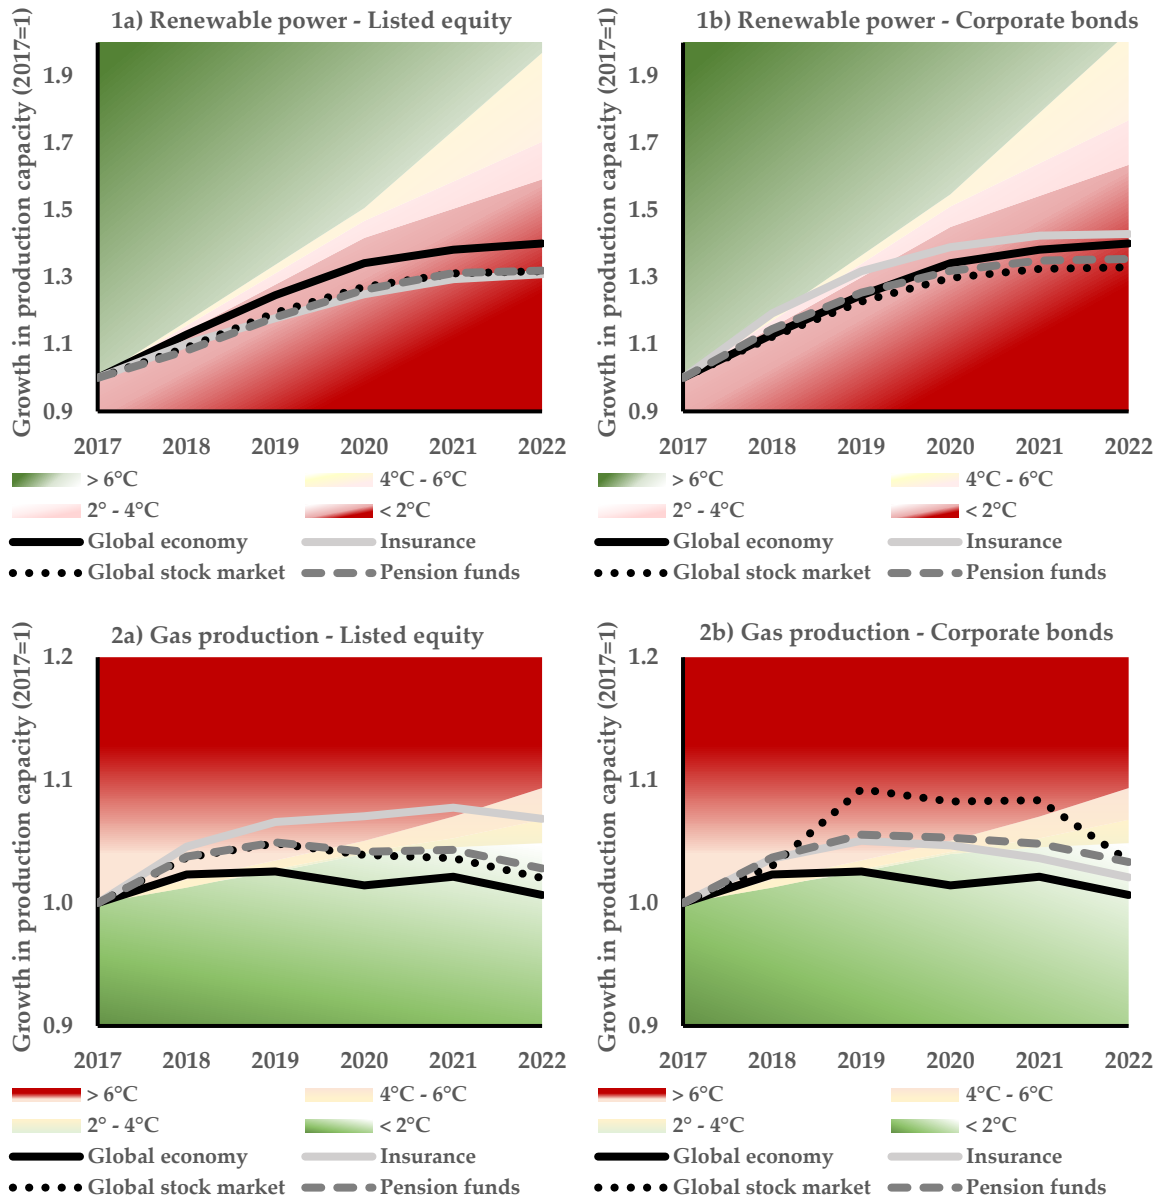 1a) Renewable power - Listed equity
Growth in production capacity (2017=1)
1.9
1.7
1.5
1.3
1.1
0.9
2017 2018 2019 2020 2021 2022
> 6°C 4°C - 6°C
2° - 4°C < 2°C
Global economy Insurance
Global stock market Pension funds
1b) Renewable power - Corporate bonds
Growth in production capacity (2017=1)
1.9
1.7
1.5
1.3
1.1
0.9
2017 2018 2019 2020 2021 2022
> 6°C 4°C - 6°C
2° - 4°C < 2°C
Global economy Insurance
Global stock market Pension funds
2a) Gas production - Listed equity
Growth in production capacity (2017=1)
1.2
1.1
1.0
0.9
2017 2018 2019 2020 2021 2022
> 6°C 4°C - 6°C
2° - 4°C < 2°C
Global economy Insurance
Global stock market Pension funds
2b) Gas production - Corporate bonds
Growth in production capacity (2017=1)
1.2
1.1
1.0
0.9
2017 2018 2019 2020 2021 2022
> 6°C 4°C - 6°C
2° - 4°C < 2°C
Global economy Insurance
Global stock market Pension funds